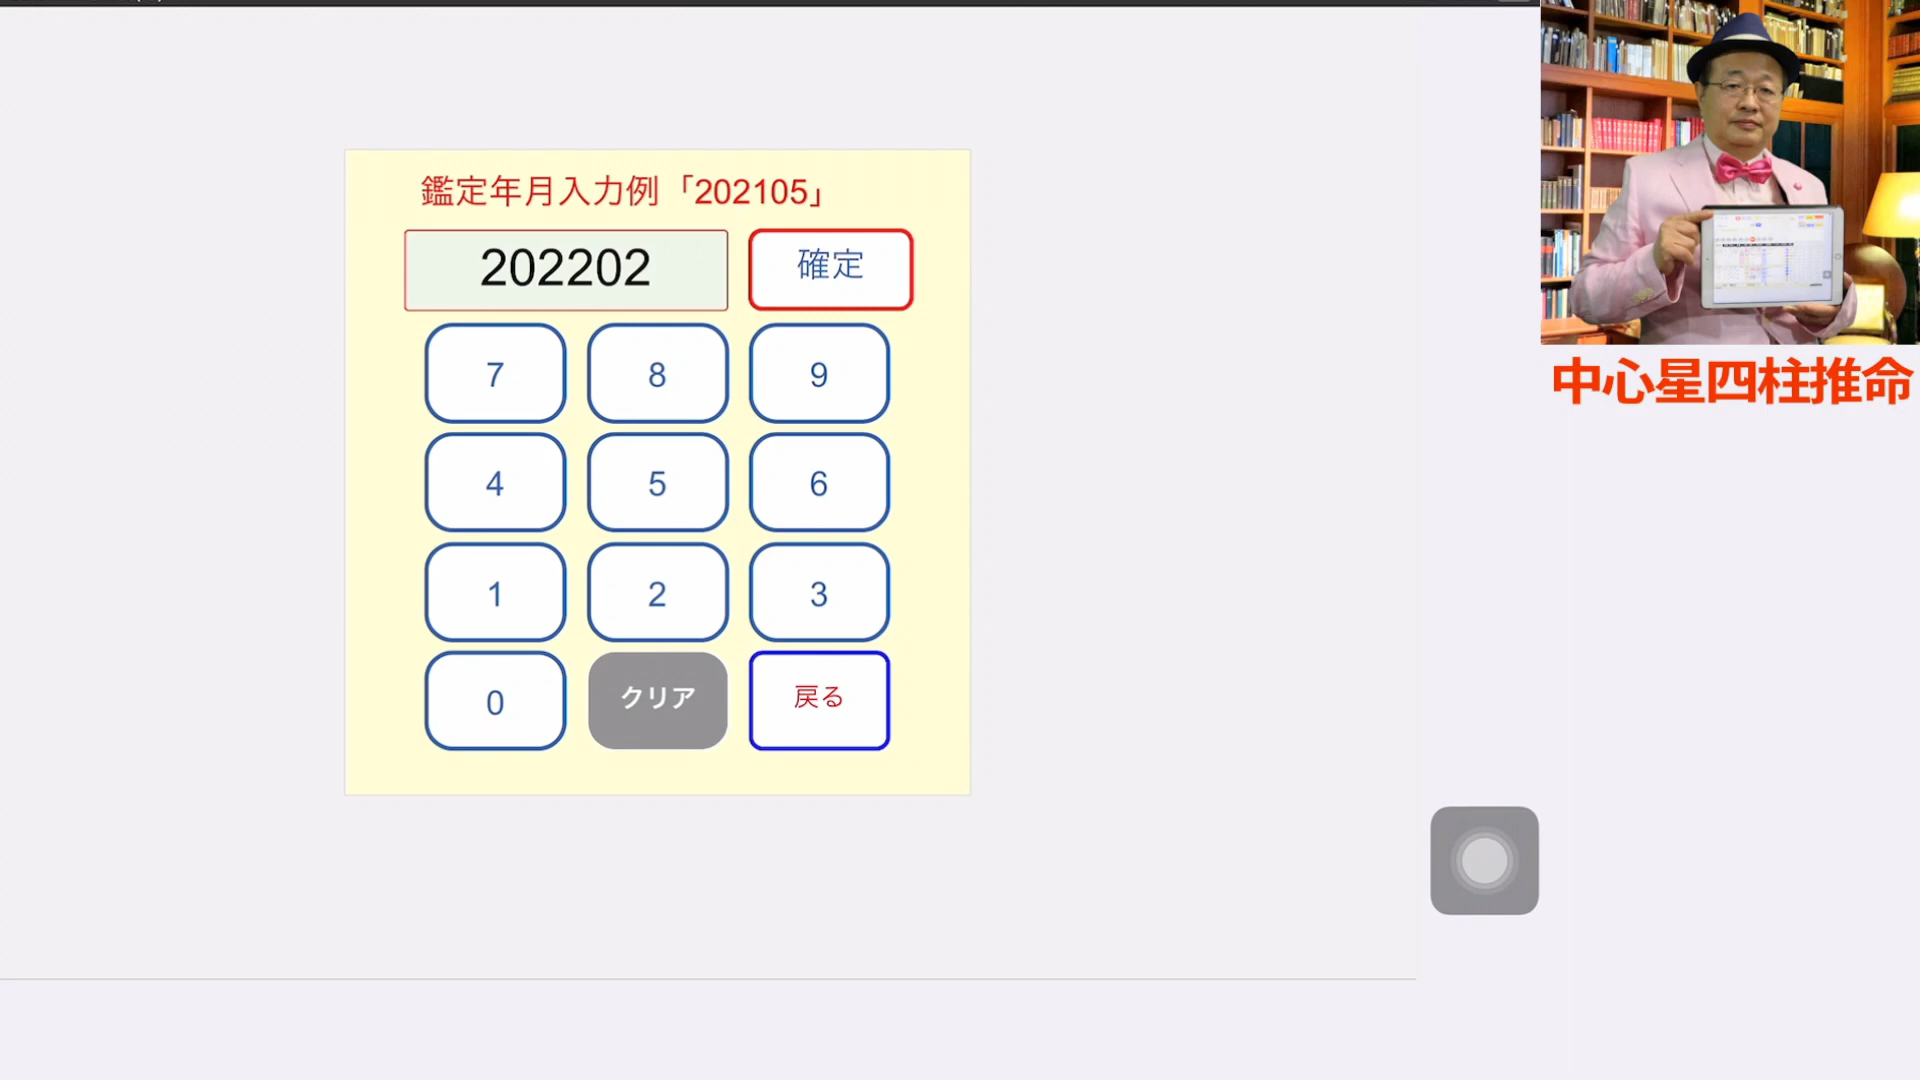 鑑定年月入力例「202105」
202202 確定
7 8 9
4 5 6
1 2 3
0 クリア 戻る
中心星四柱推命